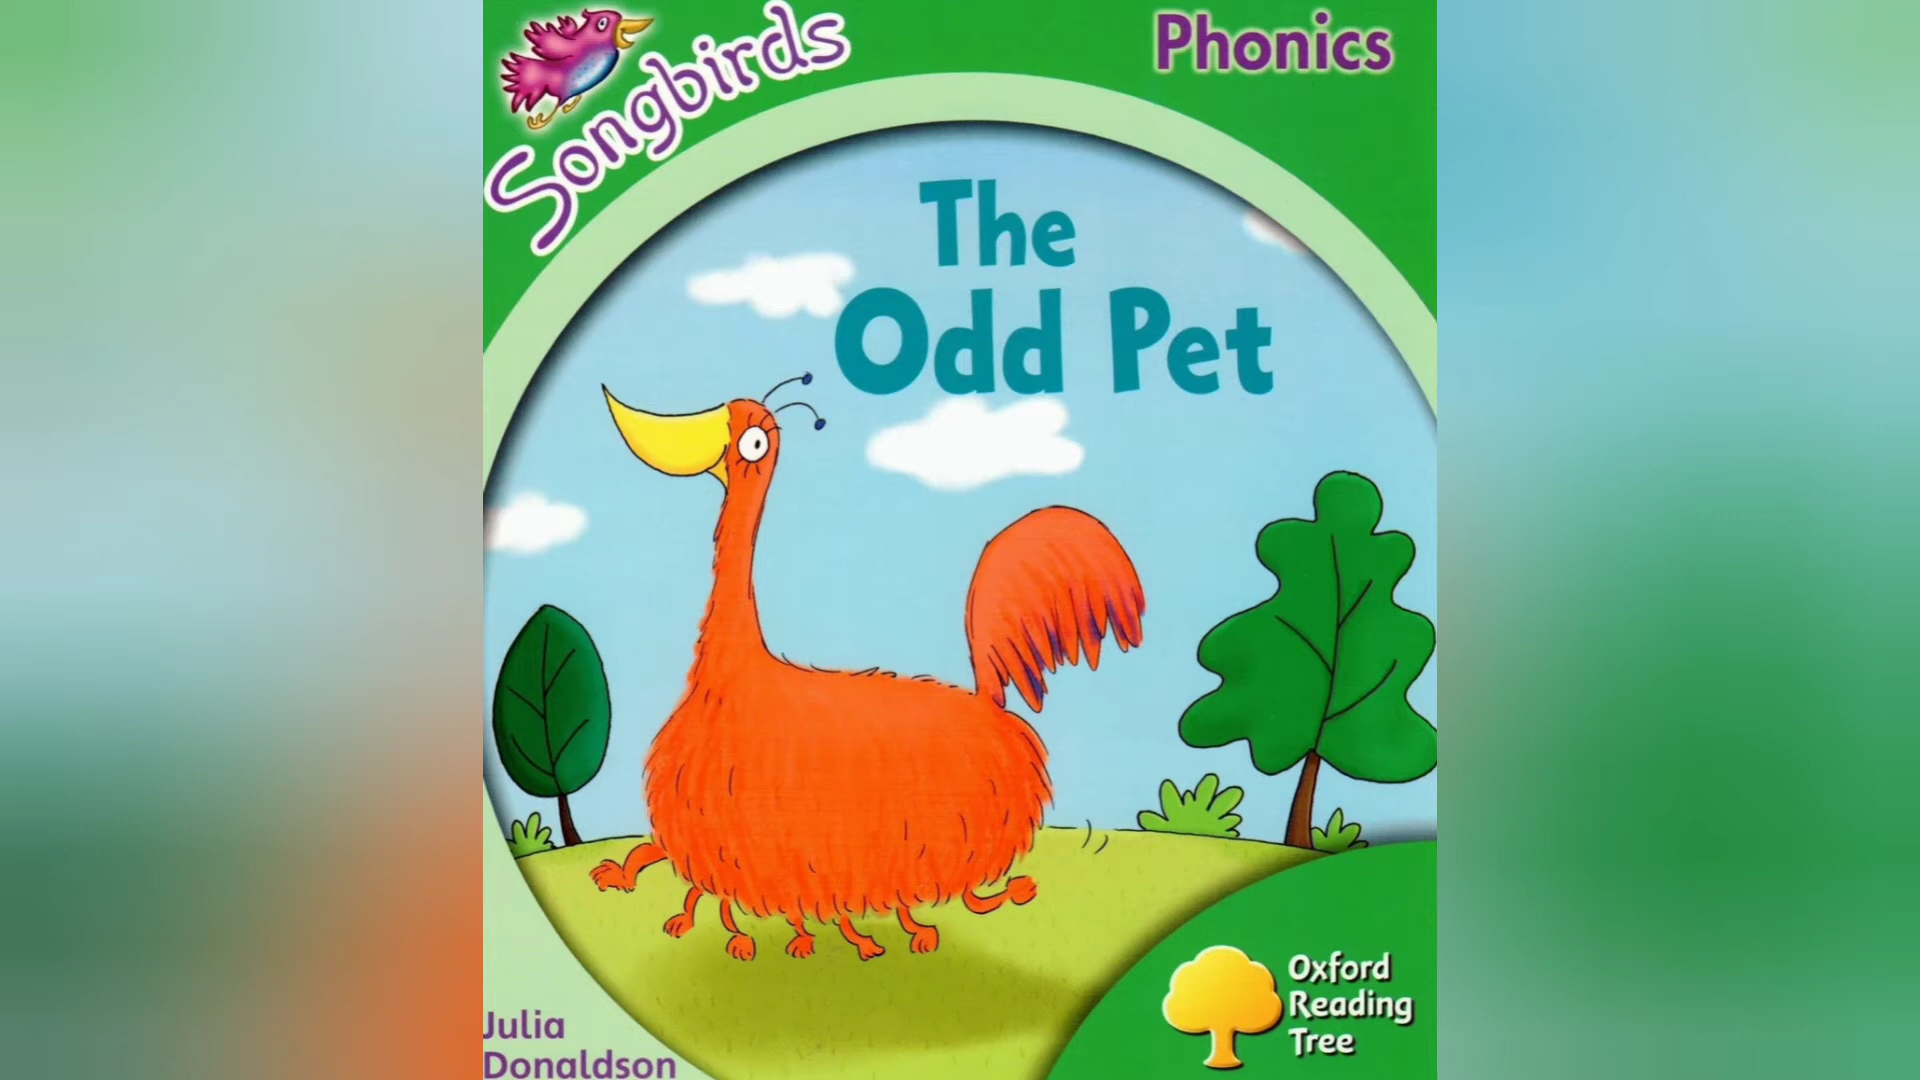 Songbirds
Phonics
The
Odd Pet
Julia
Donaldson
Oxford
Reading
Tree